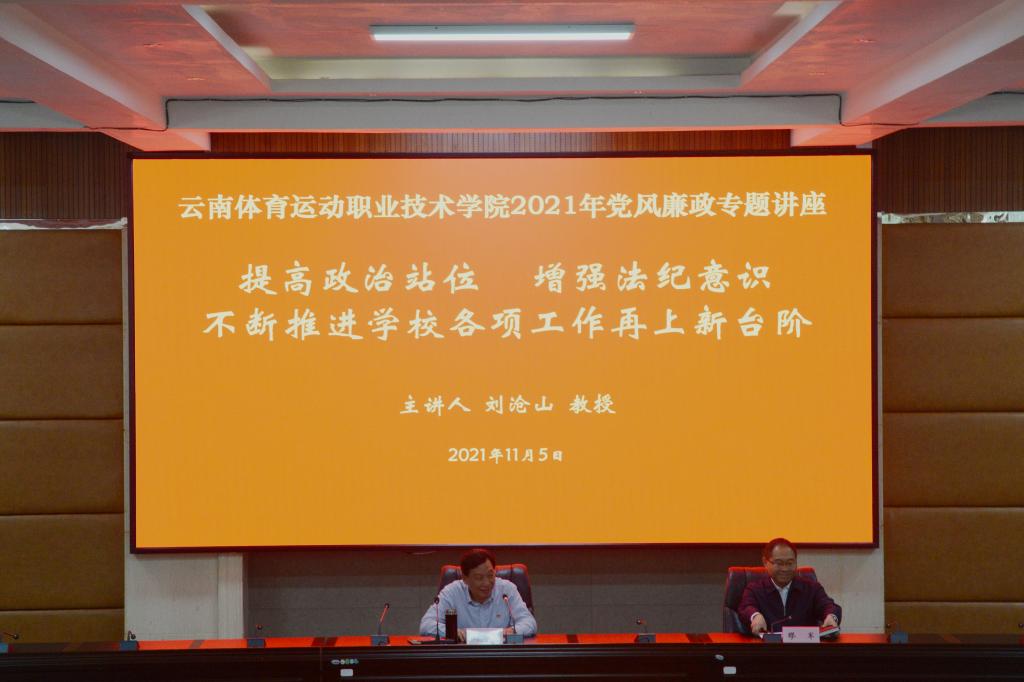 云南体育运动职业技术学院2021年党风廉政专题讲座
提高政治站位 增强法纪意识
不断推进学校各项工作再上新台阶
主讲人 刘沧山 教授
2021年11月5日